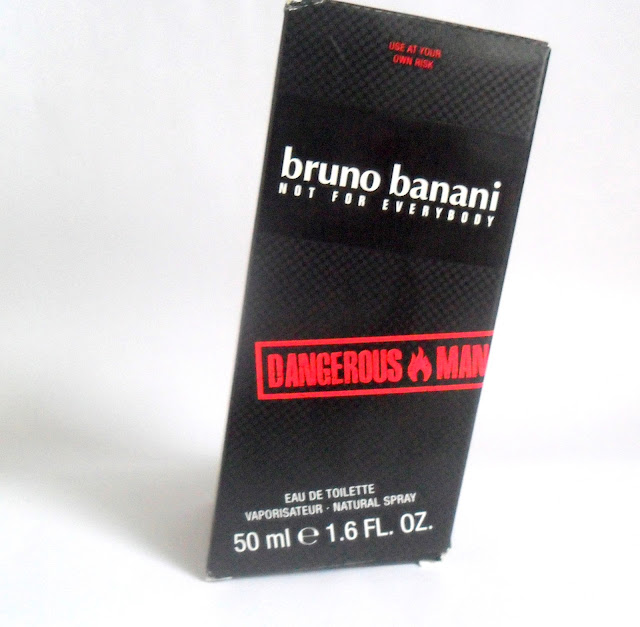 USE AT YOUR
OWN RISK
bruno banani
NOT FOR EVERYBODY
DANGEROUS MAN
EAU DE TOILETTE
VAPORISATEUR · NATURAL SPRAY
50 ml ℮ 1.6 FL. OZ.